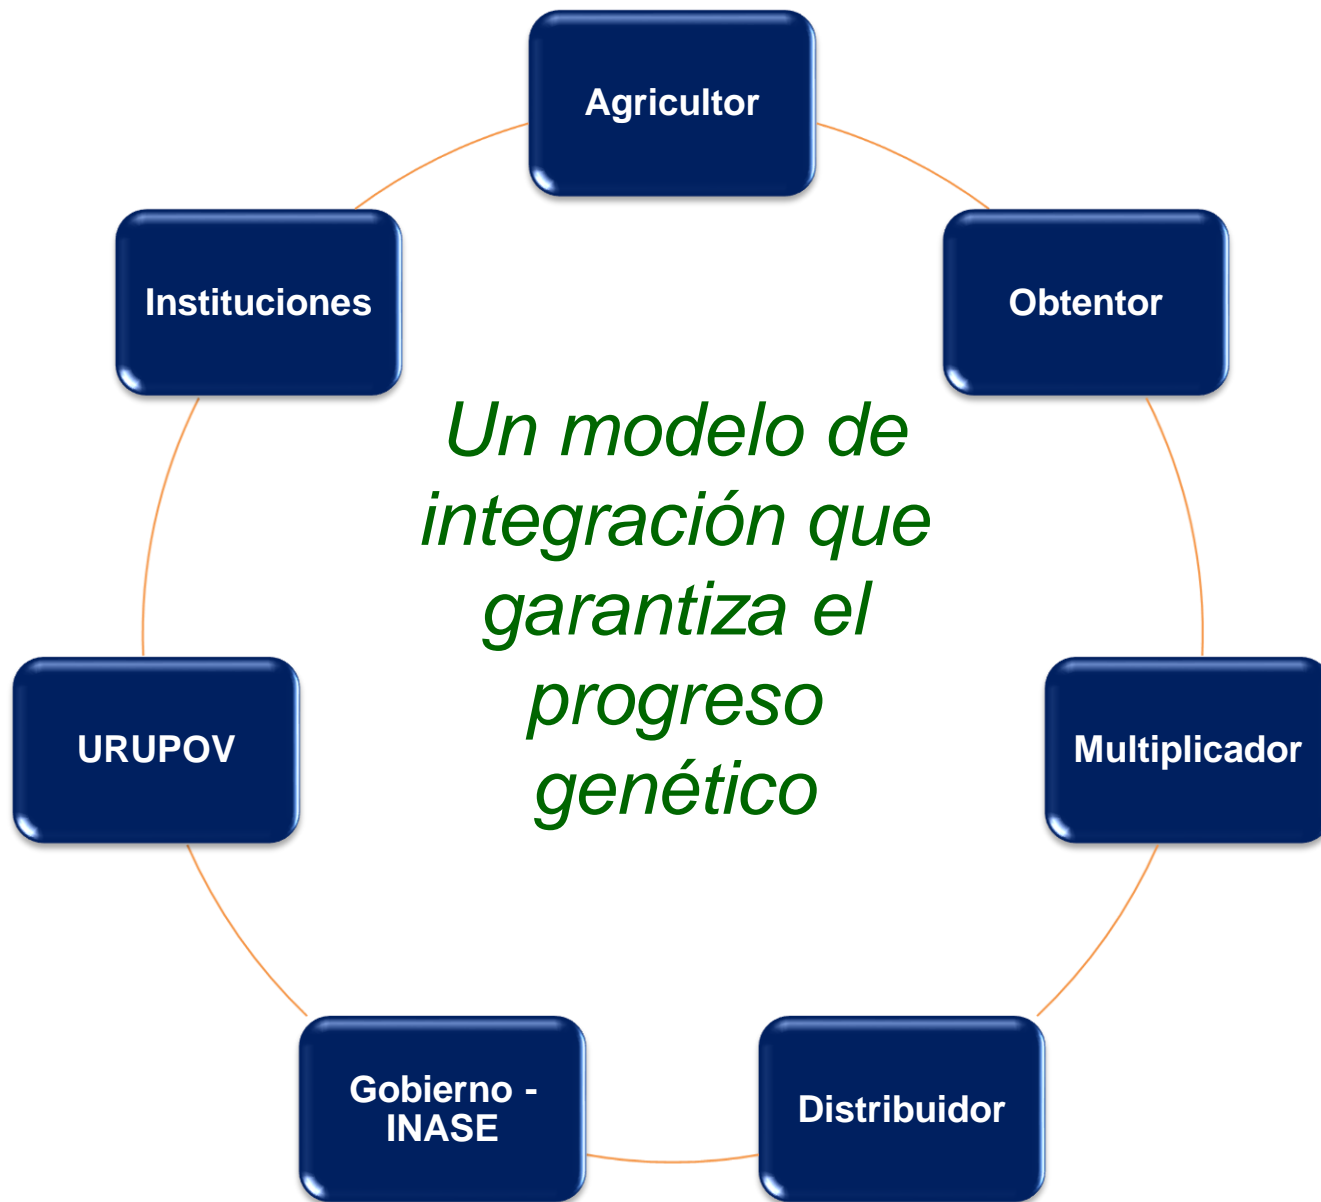 Agricultor
Instituciones
Obtentor
Un modelo de
integración que
garantiza el
progreso
genético
URUPOV
Multiplicador
Gobierno -
INASE
Distribuidor